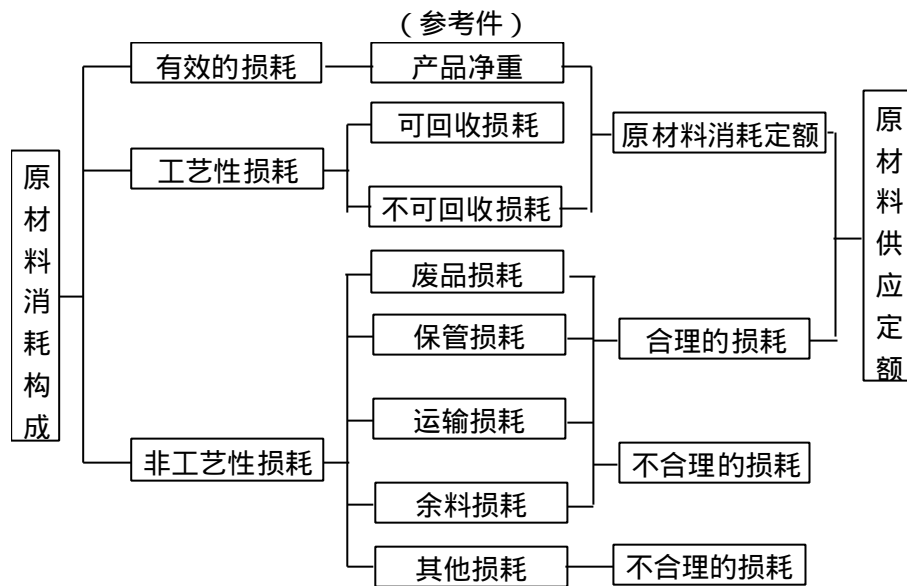 （参考件）
有效的损耗
产品净重
可回收损耗
原材料消耗定额
工艺性损耗
不可回收损耗
原材料消耗构成
原材料供应定额
废品损耗
保管损耗
合理的损耗
运输损耗
非工艺性损耗
不合理的损耗
余料损耗
其他损耗
不合理的损耗